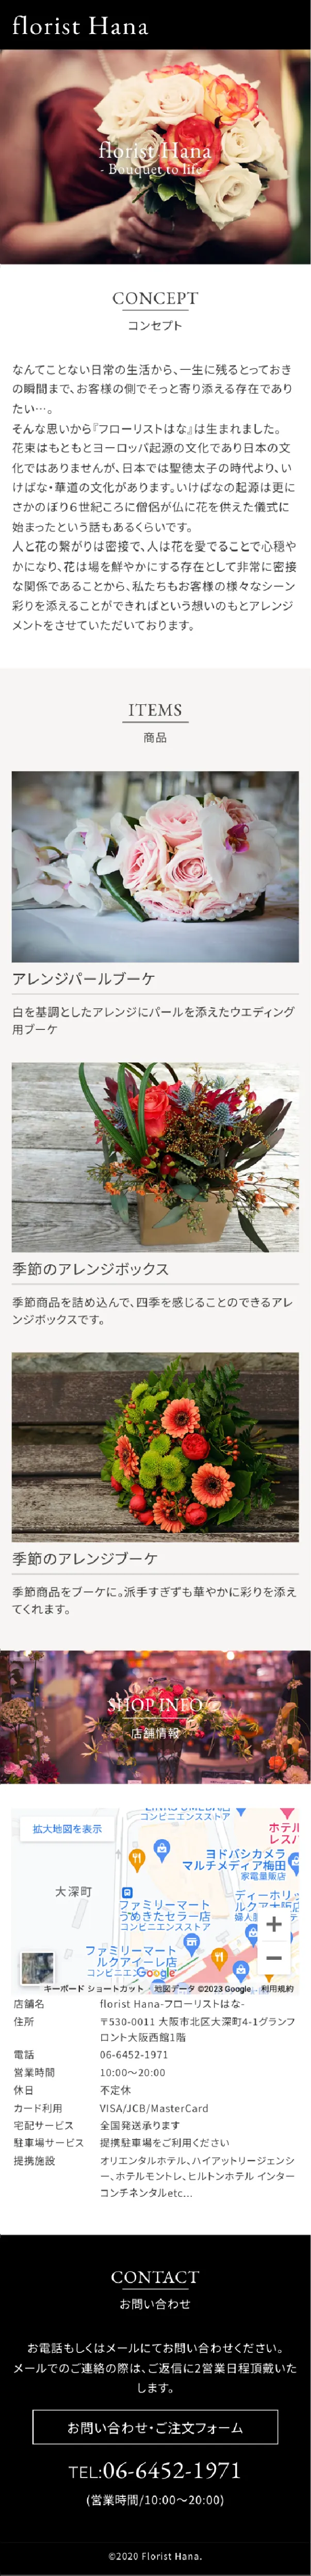 florist Hana
florist Hana
- Bouquet to life -
CONCEPT
コンセプト
なんてことない日常の生活から、一生に残るとっておき
の瞬間まで、お客様の側でそっと寄り添える存在であり
たい…。
そんな思いから『フローリストはな』は生まれました。
花束はもともとヨーロッパ起源の文化であり日本の文
化ではありませんが、日本では聖徳太子の時代より、い
けばな・華道の文化があります。いけばなの起源は更に
さかのぼり6世紀ころに僧侶が仏に花を供えた儀式に
始まったという話もあるくらいです。
人と花の繋がりは密接で、人は花を愛でることで心穏や
かになり、花は場を鮮やかにする存在として非常に密接
な関係であることから、私たちもお客様の様々なシーン
彩りを添えることができればという想いのもとアレンジ
メントをさせていただいております。
ITEMS
商品
アレンジパールブーケ
白を基調としたアレンジにパールを添えたウエディング
用ブーケ
季節のアレンジボックス
季節商品を詰め込んで、四季を感じることのできるアレ
ンジボックスです。
季節のアレンジブーケ
季節商品をブーケに。派手すぎずも華やかに彩りを添え
てくれます。
SHOP INFO
店舗情報
拡大地図を表示
コンビニエンスストア
ホテル
レス
ヨドバシカメラ
マルチメディア梅田
家電量販店
大深町
ファミリーマート
うめきたセラー店
コンビニエンスストア
ディーホリッ
ファミリーマート
ルクアイーレ店
コンビニエンス
Google
キーボード ショートカット 地図データ ©2023 Google 利用規約
店舗名 florist Hana-フローリストはな-
住所 〒530-0011 大阪市北区大深町4-1グランフ
ロント大阪西館1階
電話 06-6452-1971
営業時間 10:00〜20:00
休日 不定休
カード利用 VISA/JCB/MasterCard
宅配サービス 全国発送承ります
駐車場サービス 提携駐車場をご利用ください
提携施設 オリエンタルホテル、ハイアットリージェンシ
ー、ホテルモントレ、ヒルトンホテル インター
コンチネンタルetc...
CONTACT
お問い合わせ
お電話もしくはメールにてお問い合わせください。
メールでのご連絡の際は、ご返信に2営業日程頂戴いた
します。
お問い合わせ・ご注文フォーム
TEL:06-6452-1971
(営業時間/10:00〜20:00)
©2020 Florist Hana.